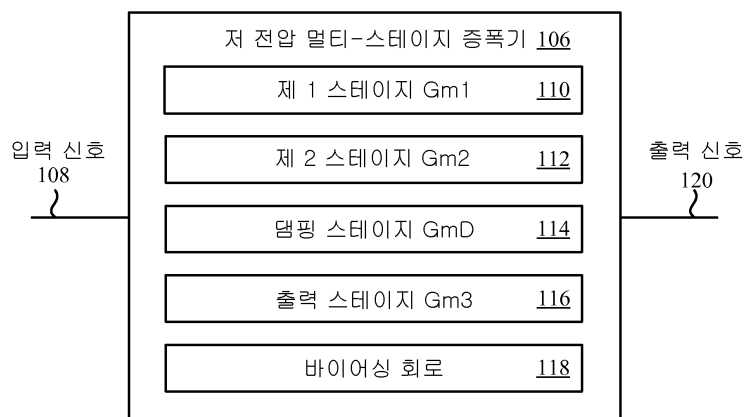 저 전압 멀티-스테이지 증폭기 106
제 1 스테이지 Gm1 110
입력 신호
108
제 2 스테이지 Gm2 112
출력 신호
120
댐핑 스테이지 GmD 114
출력 스테이지 Gm3 116
바이어싱 회로 118